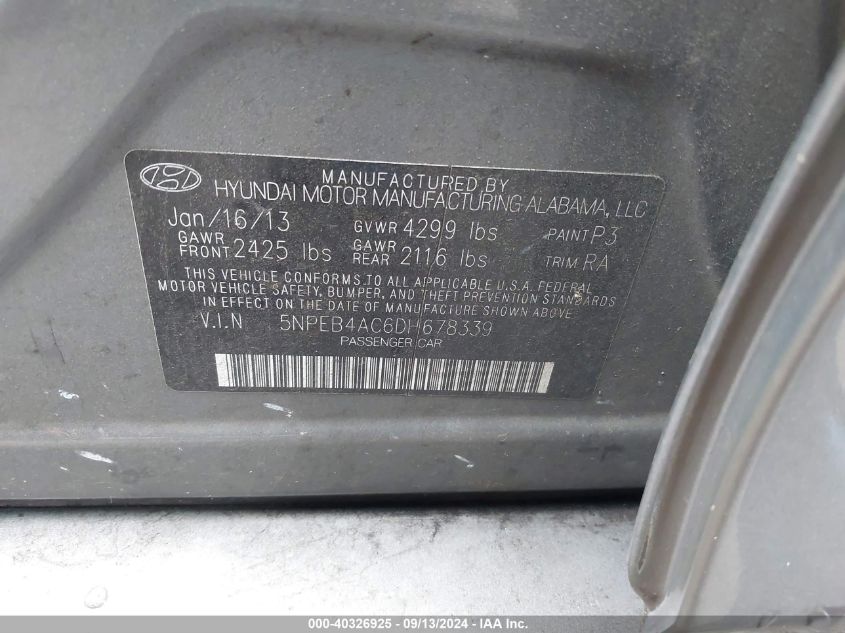 MANUFACTURED BY
HYUNDAI MOTOR MANUFACTURING ALABAMA, LLC
Jan/16/13 GVWR 4299 lbs PAINT P3
GAWR FRONT 2425 lbs GAWR REAR 2116 lbs TRIM RA
THIS VEHICLE CONFORMS TO ALL APPLICABLE U.S.A. FEDERAL
MOTOR VEHICLE SAFETY, BUMPER, AND THEFT PREVENTION STANDARDS
IN EFFECT ON THE DATE OF MANUFACTURE SHOWN ABOVE.
V.I.N 5NPEB4AC6DH678339
PASSENGER CAR
000-40326925 - 09/13/2024 - IAA Inc.